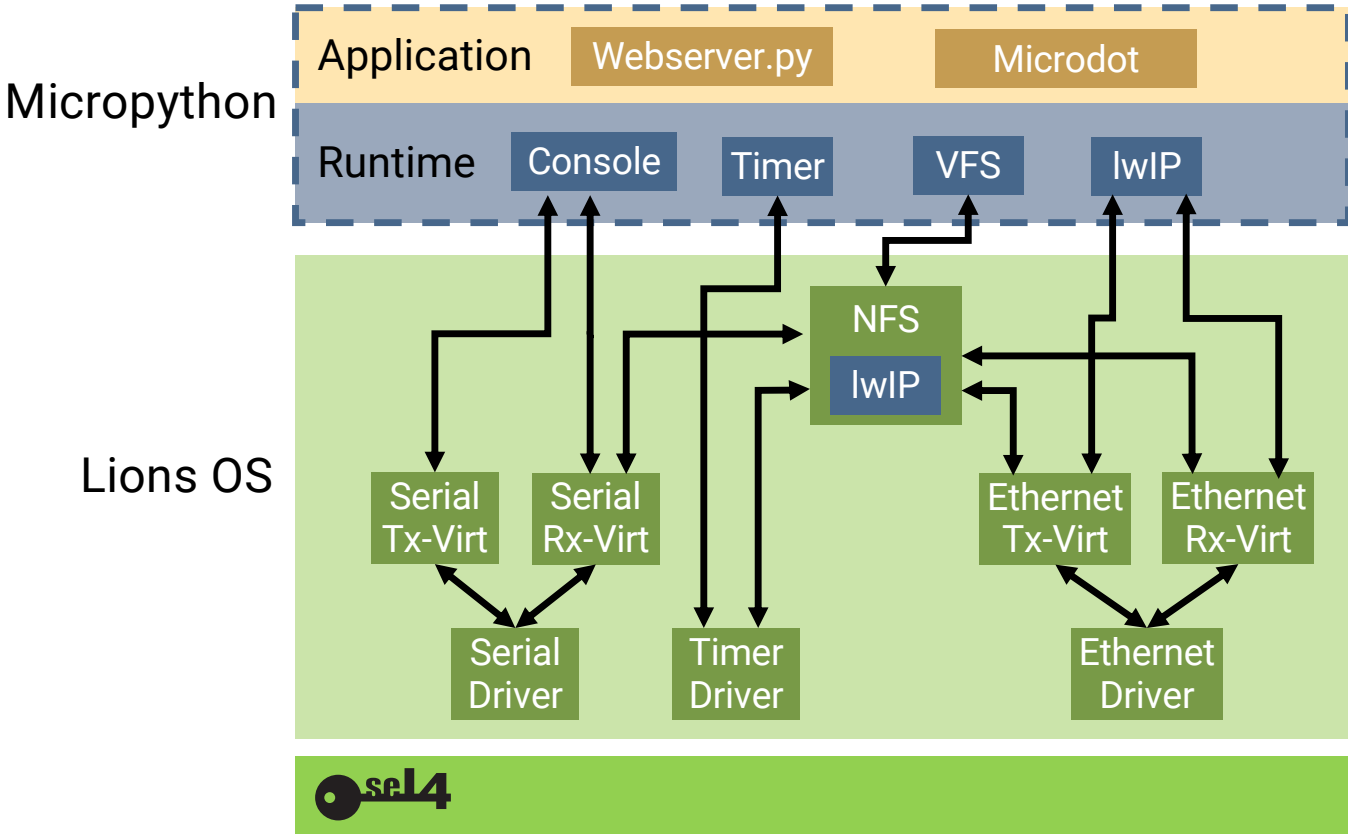 Micropython
Application
Webserver.py
Microdot
Runtime
Console
Timer
VFS
lwIP
Lions OS
NFS
lwIP
Serial
Tx-Virt
Serial
Rx-Virt
Ethernet
Tx-Virt
Ethernet
Rx-Virt
Serial
Driver
Timer
Driver
Ethernet
Driver
seL4